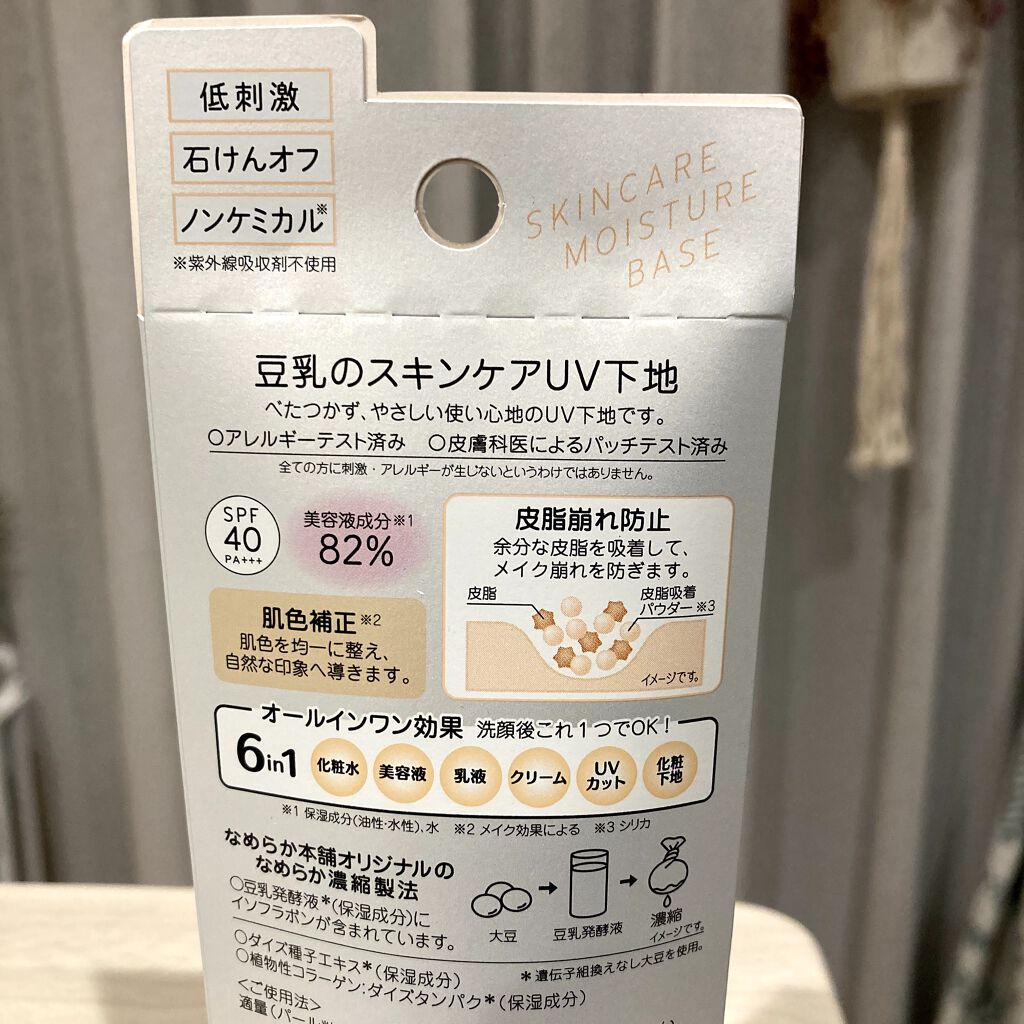 低刺激
石けんオフ
ノンケミカル※
※紫外線吸収剤不使用
SKINCARE
MOISTURE
BASE
豆乳のスキンケアUV下地
べたつかず、やさしい使い心地のUV下地です。
○アレルギーテスト済み ○皮膚科医によるパッチテスト済み
全ての方に刺激・アレルギーが生じないというわけではありません。
SPF
40
PA+++
美容液成分※1
82%
肌色補正※2
肌色を均一に整え、
自然な印象へ導きます。
皮脂崩れ防止
余分な皮脂を吸着して、
メイク崩れを防ぎます。
皮脂
皮脂吸着
パウダー※3
イメージです。
オールインワン効果 洗顔後これ1つでOK!
6in1 化粧水 美容液 乳液 クリーム UVカット 化粧下地
※1 保湿成分(油性・水性)、水 ※2 メイク効果による ※3 シリカ
なめらか本舗オリジナルの
なめらか濃縮製法
○豆乳発酵液*(保湿成分)に
イソフラボンが含まれています。
大豆 豆乳発酵液 濃縮
イメージです。
○ダイズ種子エキス*(保湿成分)
*遺伝子組換えなし大豆を使用。
○植物性コラーゲン:ダイズタンパク*(保湿成分)
<ご使用法>
適量(パール